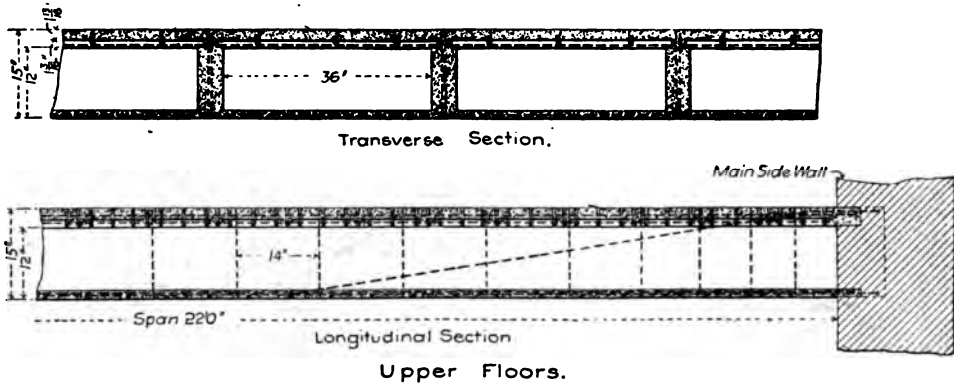 15"
12"
36"
Transverse Section.
Main Side Wall
15"
12"
14"
Span 22'0"
Longitudinal Section
Upper Floors.